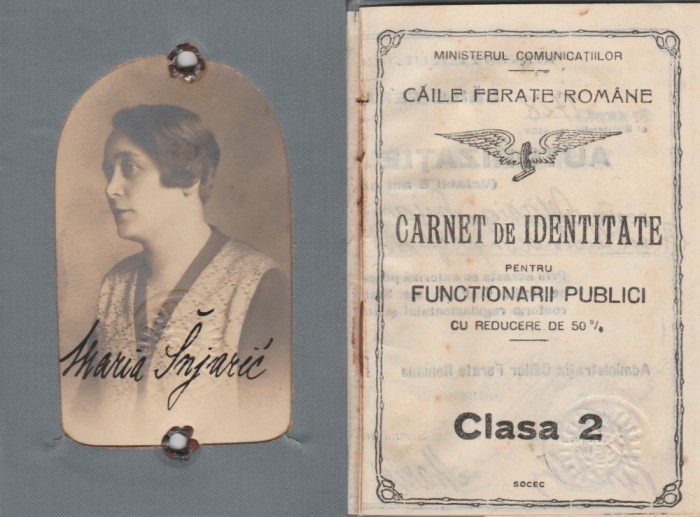 Maria Šnjarić
MINISTERUL COMUNICAȚIILOR
CĂILE FERATE ROMÂNE
CARNET DE IDENTITATE
PENTRU
FUNCTIONARII PUBLICI
CU REDUCERE DE 50%
Clasa 2
SOCEC